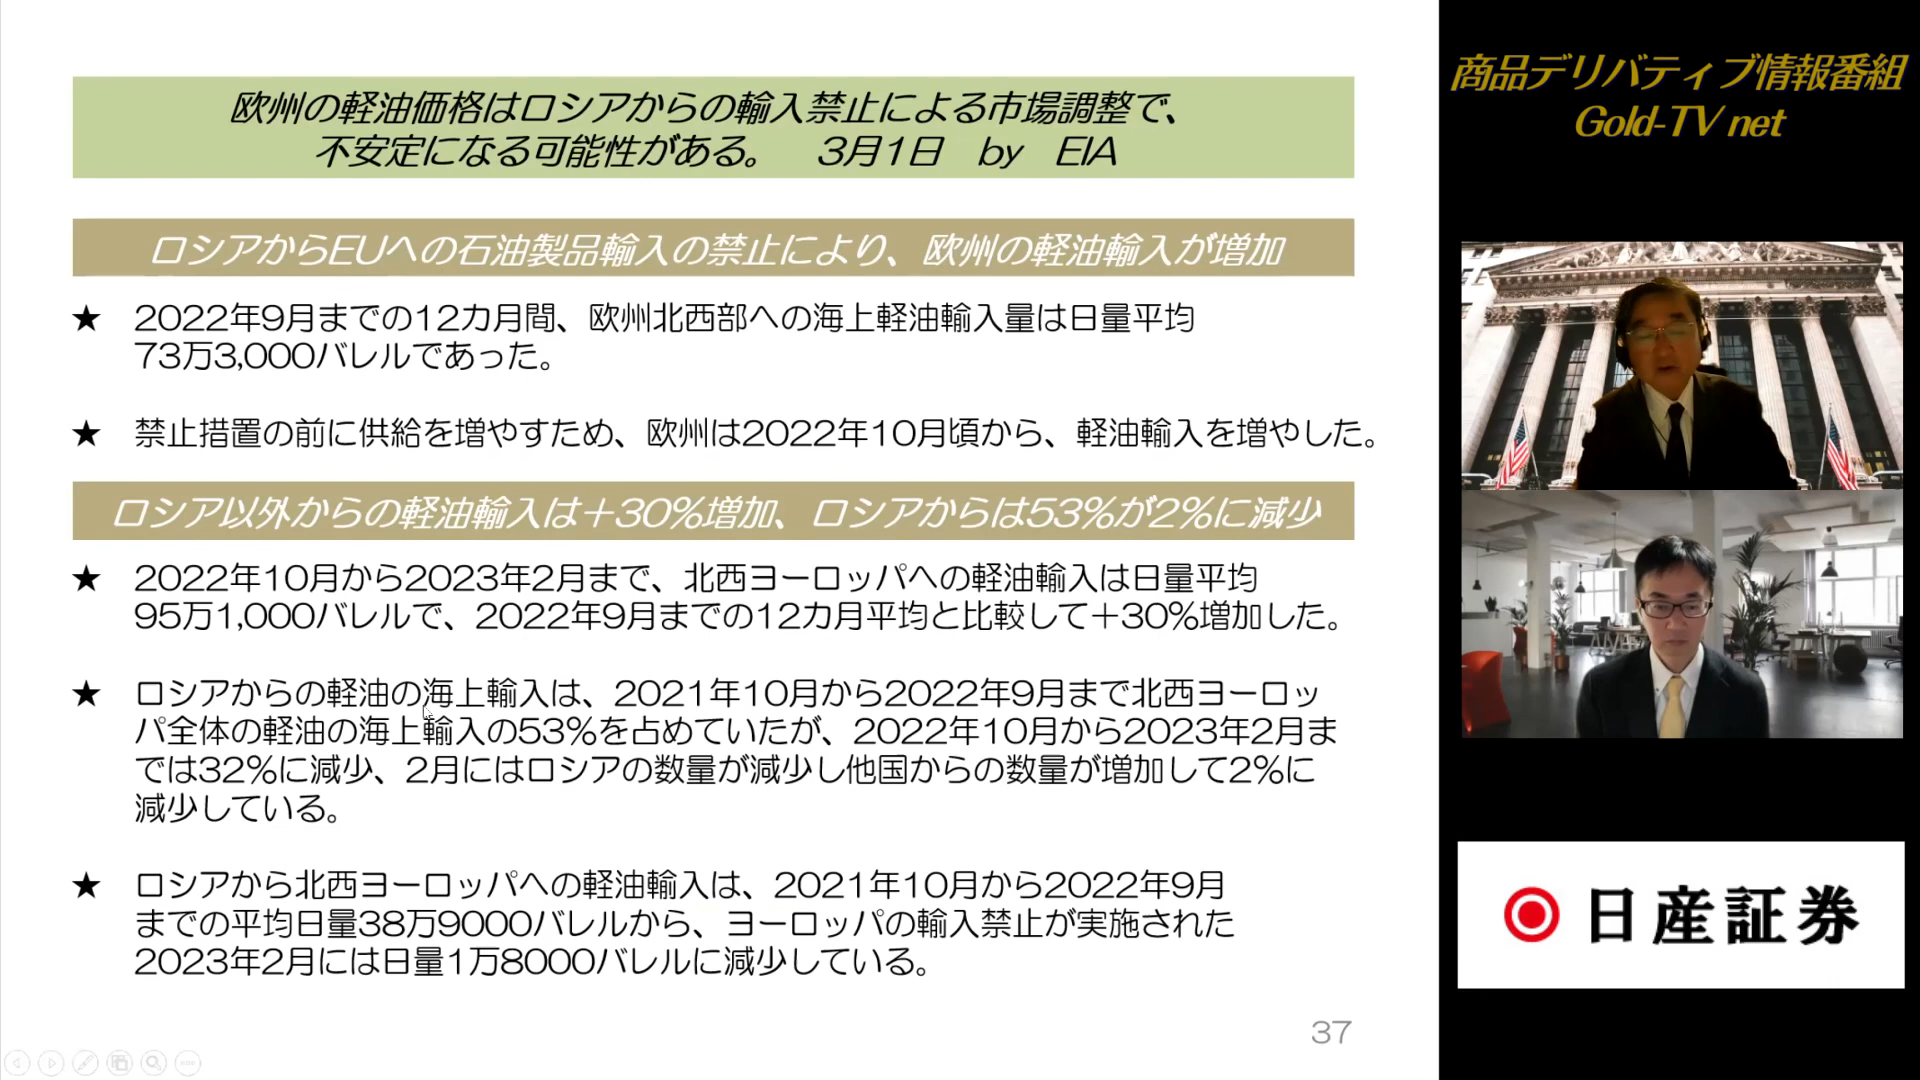 欧州の軽油価格はロシアからの輸入禁止による市場調整で、
不安定になる可能性がある。　3月1日　by　EIA
ロシアからEUへの石油製品輸入の禁止により、欧州の軽油輸入が増加
★ 2022年9月までの12カ月間、欧州北西部への海上軽油輸入量は日量平均
73万3,000バレルであった。
★ 禁止措置の前に供給を増やすため、欧州は2022年10月頃から、軽油輸入を増やした。
ロシア以外からの軽油輸入は＋30％増加、ロシアからは53％が2％に減少
★ 2022年10月から2023年2月まで、北西ヨーロッパへの軽油輸入は日量平均
95万1,000バレルで、2022年9月までの12カ月平均と比較して＋30％増加した。
★ ロシアからの軽油の海上輸入は、2021年10月から2022年9月まで北西ヨーロッ
パ全体の軽油の海上輸入の53％を占めていたが、2022年10月から2023年2月ま
では32％に減少、2月にはロシアの数量が減少し他国からの数量が増加して2％に
減少している。
★ ロシアから北西ヨーロッパへの軽油輸入は、2021年10月から2022年9月
までの平均日量38万9000バレルから、ヨーロッパの輸入禁止が実施された
2023年2月には日量1万8000バレルに減少している。
37
商品デリバティブ情報番組
Gold-TV net
日産証券